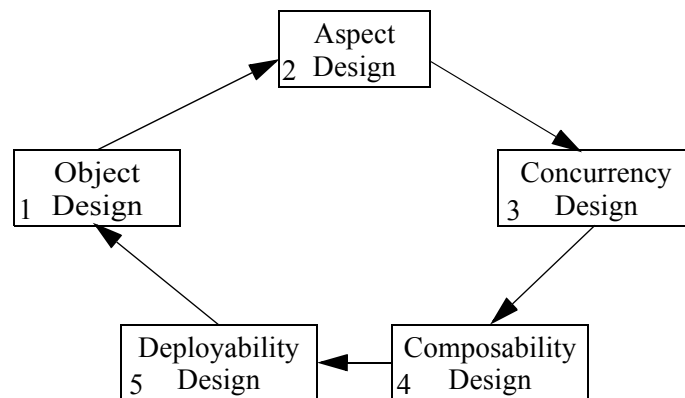 Aspect
Design
2
Object
Design
1
Concurrency
Design
3
Deployability
Design
5
Composability
Design
4